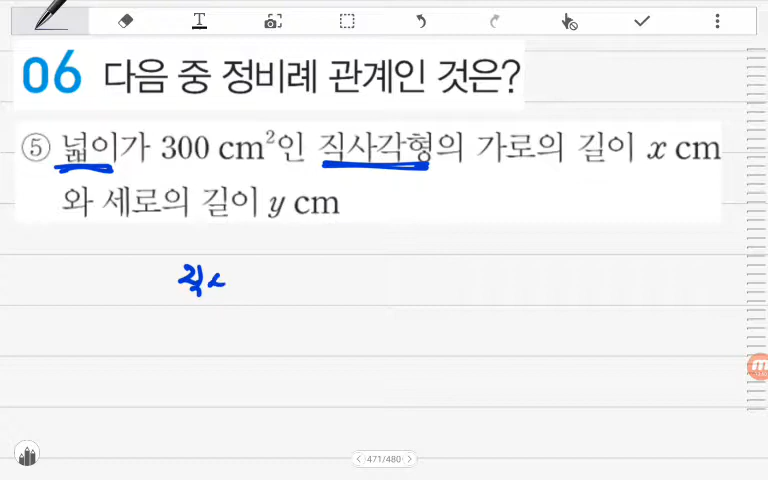 T
06 다음 중 정비례 관계인 것은?
⑤ 넓이가 300 cm²인 직사각형의 가로의 길이 x cm
와 세로의 길이 y cm
직ㅅ
471/480